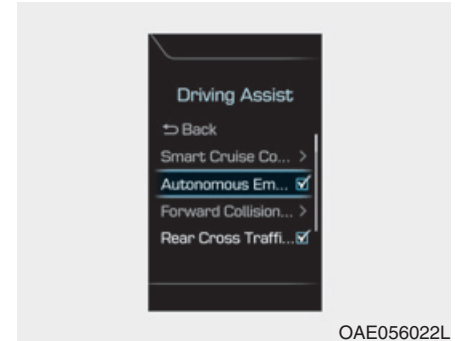 Driving Assist
Back
Smart Cruise Co... >
Autonomous Em...
Forward Collision... >
Rear Cross Traffi...
OAE056022L